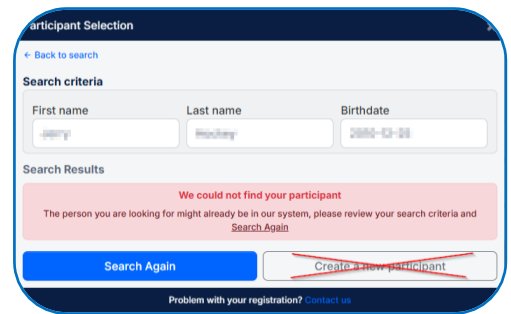 Participant Selection
← Back to search
Search criteria
First name
Last name
Birthdate
Search Results
We could not find your participant
The person you are looking for might already be in our system, please review your search criteria and
Search Again
Search Again
Create a new participant
Problem with your registration? Contact us